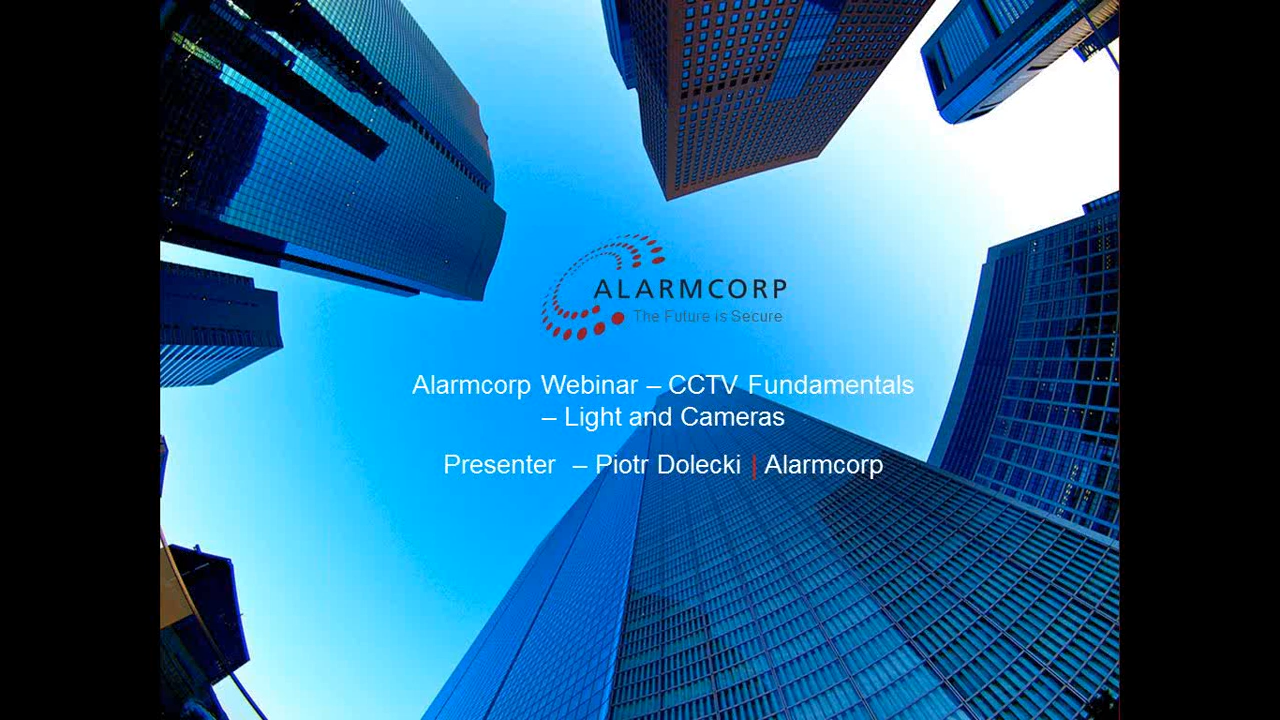 ALARMCORP
The Future is Secure
Alarmcorp Webinar – CCTV Fundamentals
– Light and Cameras
Presenter – Piotr Dolecki | Alarmcorp